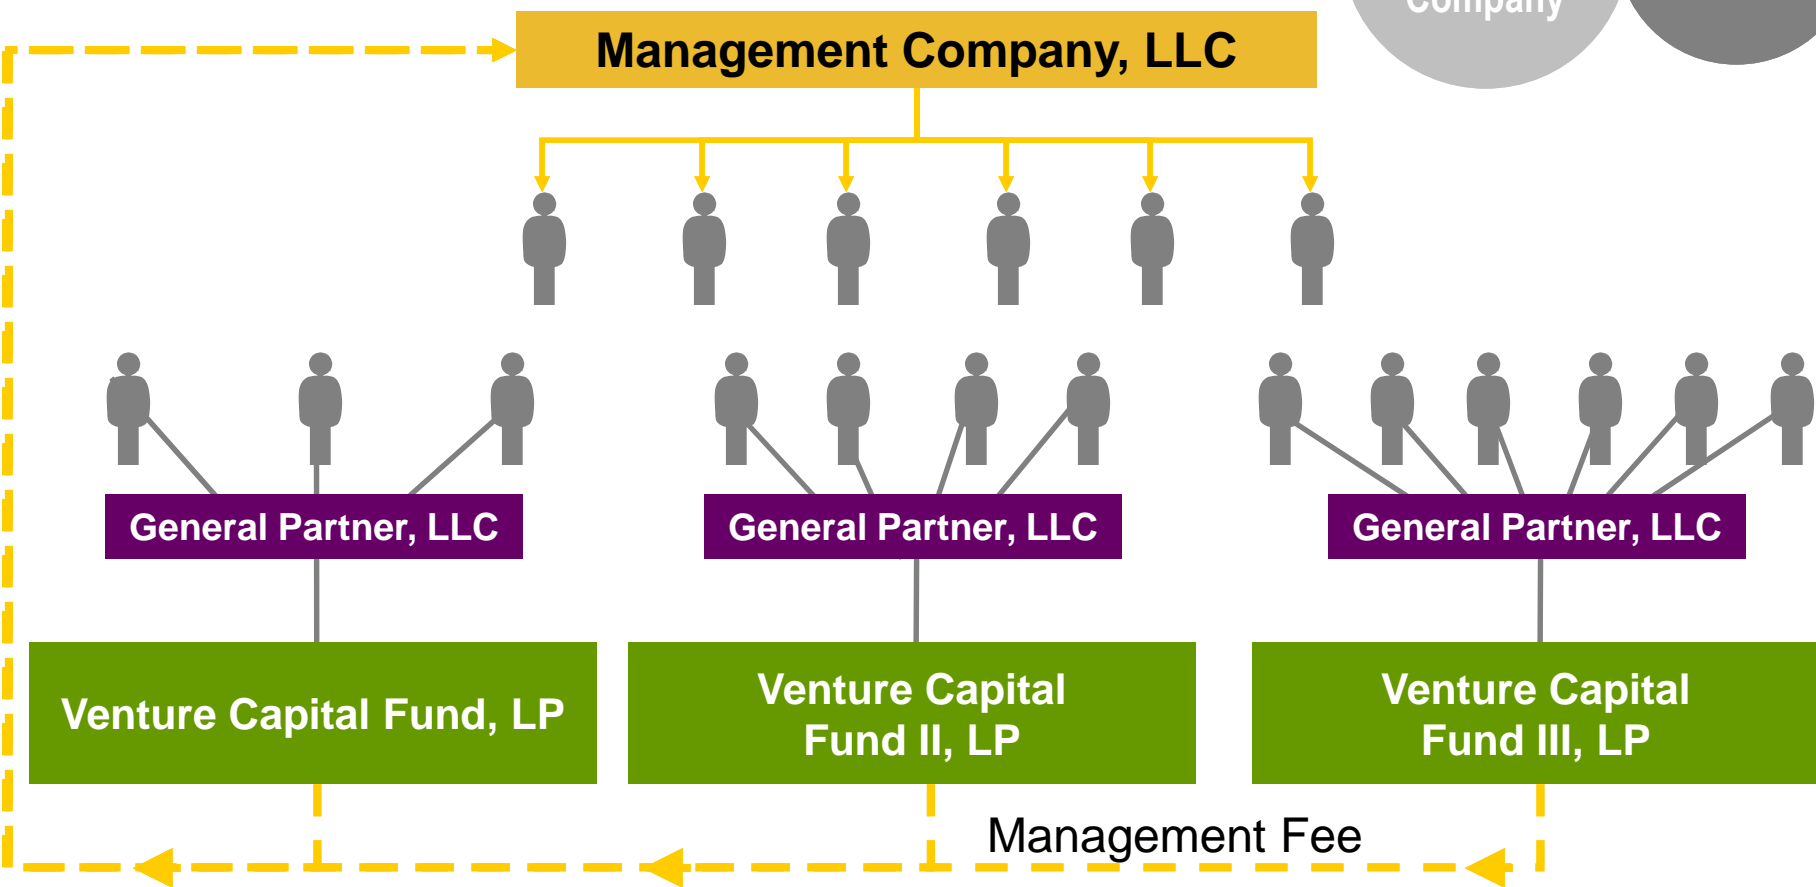 Company
Management Company, LLC
General Partner, LLC
General Partner, LLC
General Partner, LLC
Venture Capital Fund, LP
Venture Capital
Fund II, LP
Venture Capital
Fund III, LP
Management Fee